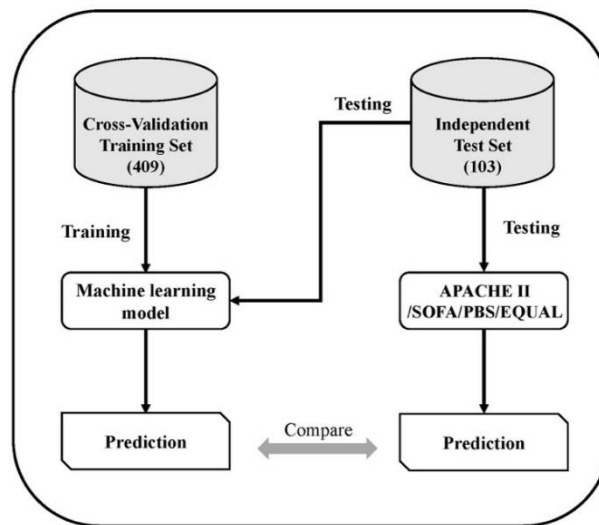 Cross-Validation
Training Set
(409)
Testing
Independent
Test Set
(103)
Training
Testing
Machine learning
model
APACHE II
/SOFA/PBS/EQUAL
Prediction
Compare
Prediction